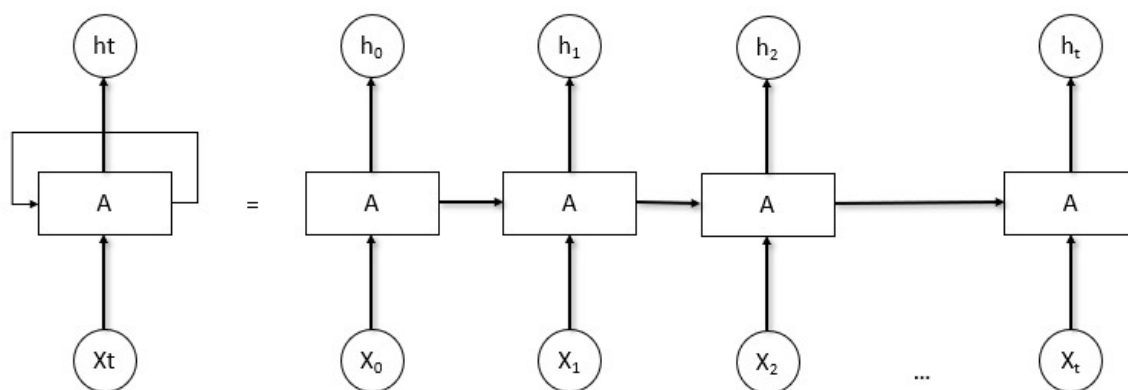 ht h₀ h₁ h₂ hₜ
A = A A A A
Xt X₀ X₁ X₂ ... Xₜ